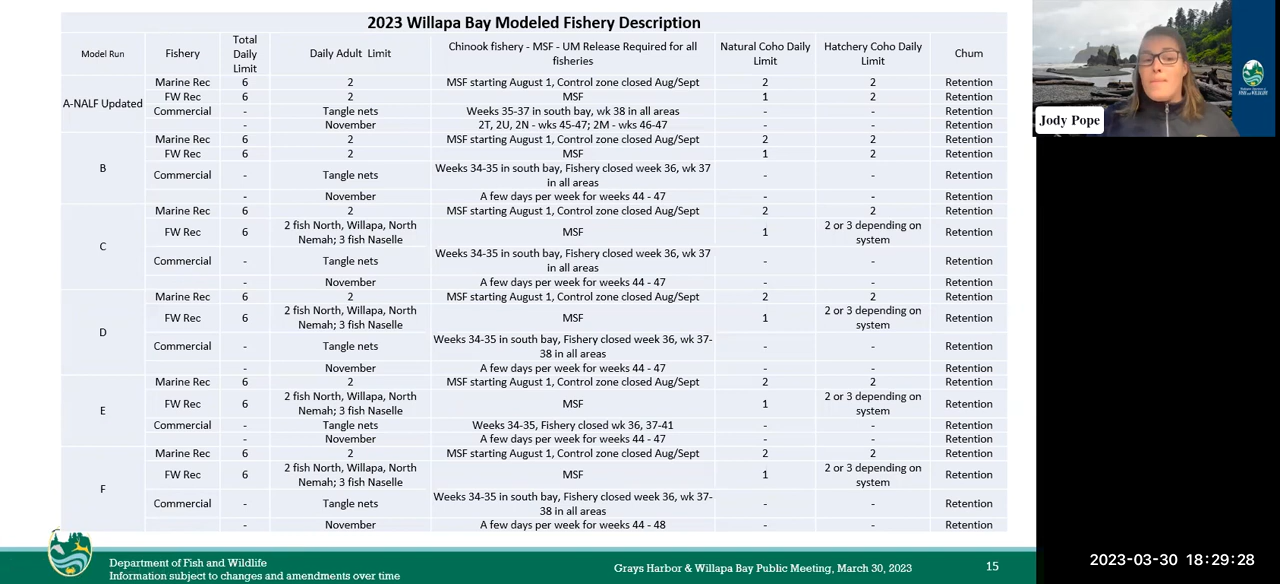 2023 Willapa Bay Modeled Fishery Description
Model Run Fishery Total Daily Limit Daily Adult Limit Chinook fishery - MSF - UM Release Required for all fisheries Natural Coho Daily Limit Hatchery Coho Daily Limit Chum
A-NALF Updated
Marine Rec 6 2 MSF starting August 1, Control zone closed Aug/Sept 2 2 Retention
FW Rec 6 2 MSF 1 2 Retention
Commercial - Tangle nets Weeks 35-37 in south bay, wk 38 in all areas - - Retention
- November 2T, 2U, 2N - wks 45-47; 2M - wks 46-47 - - Retention
B
Marine Rec 6 2 MSF starting August 1, Control zone closed Aug/Sept 2 2 Retention
FW Rec 6 2 MSF 1 2 Retention
Commercial - Tangle nets Weeks 34-35 in south bay, Fishery closed week 36, wk 37 in all areas - - Retention
- November A few days per week for weeks 44 - 47 - - Retention
C
Marine Rec 6 2 MSF starting August 1, Control zone closed Aug/Sept 2 2 Retention
FW Rec 6 2 fish North, Willapa, North Nemah; 3 fish Naselle MSF 1 2 or 3 depending on system Retention
Commercial - Tangle nets Weeks 34-35 in south bay, Fishery closed week 36, wk 37 in all areas - - Retention
- November A few days per week for weeks 44 - 47 - - Retention
D
Marine Rec 6 2 MSF starting August 1, Control zone closed Aug/Sept 2 2 Retention
FW Rec 6 2 fish North, Willapa, North Nemah; 3 fish Naselle MSF 1 2 or 3 depending on system Retention
Commercial - Tangle nets Weeks 34-35 in south bay, Fishery closed week 36, wk 37-38 in all areas - - Retention
- November A few days per week for weeks 44 - 47 - - Retention
E
Marine Rec 6 2 MSF starting August 1, Control zone closed Aug/Sept 2 2 Retention
FW Rec 6 2 fish North, Willapa, North Nemah; 3 fish Naselle MSF 1 2 or 3 depending on system Retention
Commercial - Tangle nets Weeks 34-35, Fishery closed wk 36, 37-41 - - Retention
- November A few days per week for weeks 44 - 47 - - Retention
F
Marine Rec 6 2 MSF starting August 1, Control zone closed Aug/Sept 2 2 Retention
FW Rec 6 2 fish North, Willapa, North Nemah; 3 fish Naselle MSF 1 2 or 3 depending on system Retention
Commercial - Tangle nets Weeks 34-35 in south bay, Fishery closed week 36, wk 37-38 in all areas - - Retention
- November A few days per week for weeks 44 - 48 - - Retention
Department of Fish and Wildlife
Information subject to changes and amendments over time
Grays Harbor & Willapa Bay Public Meeting, March 30, 2023
15
Jody Pope
2023-03-30 18:29:28